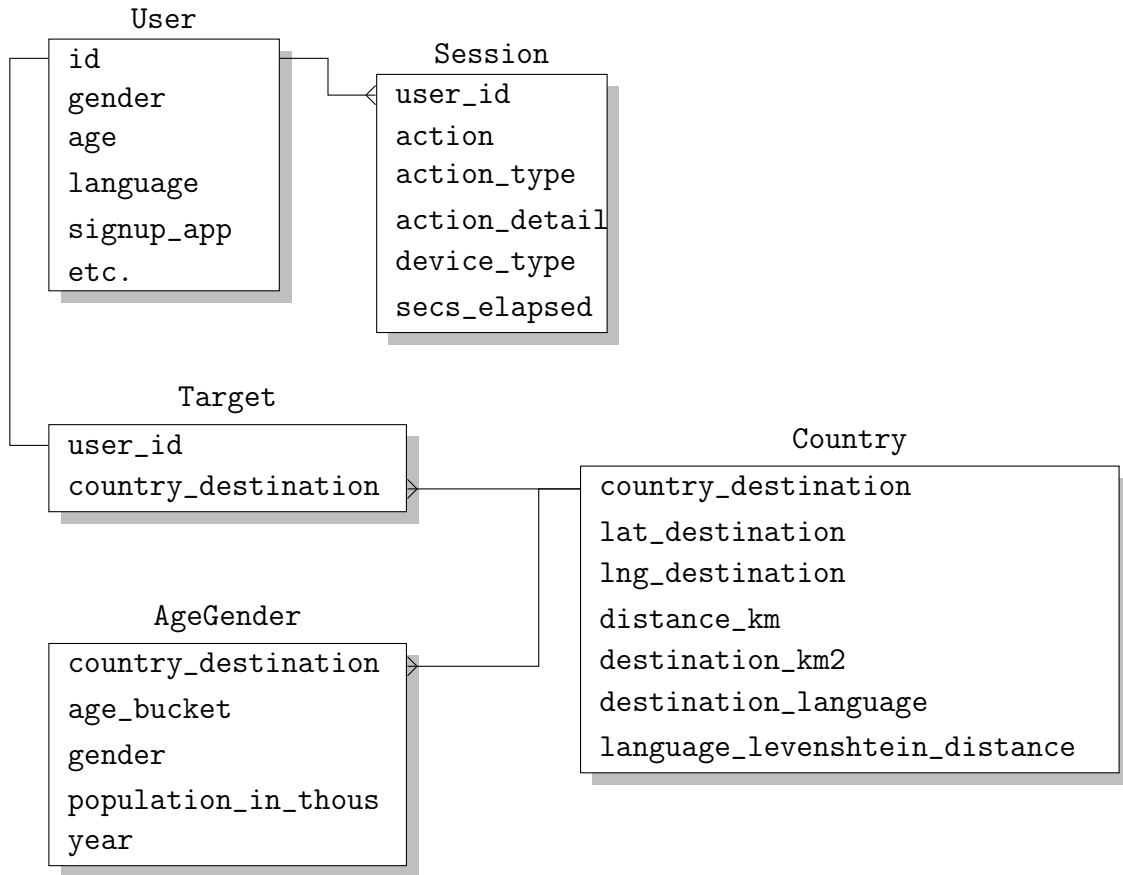 User
id
gender
age
language
signup_app
etc.
Session
user_id
action
action_type
action_detail
device_type
secs_elapsed
Target
user_id
country_destination
Country
country_destination
lat_destination
lng_destination
distance_km
destination_km2
destination_language
language_levenshtein_distance
AgeGender
country_destination
age_bucket
gender
population_in_thous
year